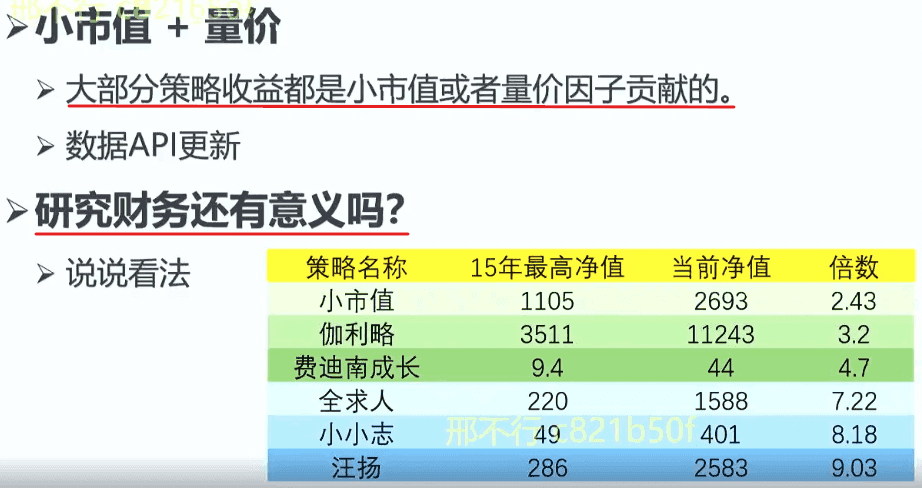 邢不行 c821b50f
➢小市值 + 量价
➢ 大部分策略收益都是小市值或者量价因子贡献的。
➢ 数据API更新
➢研究财务还有意义吗?
➢ 说说看法
策略名称 15年最高净值 当前净值 倍数
小市值 1105 2693 2.43
伽利略 3511 11243 3.2
费迪南成长 9.4 44 4.7
全求人 220 1588 7.22
小小志 49 401 8.18
邢不行 c821b50f
汪扬 286 2583 9.03